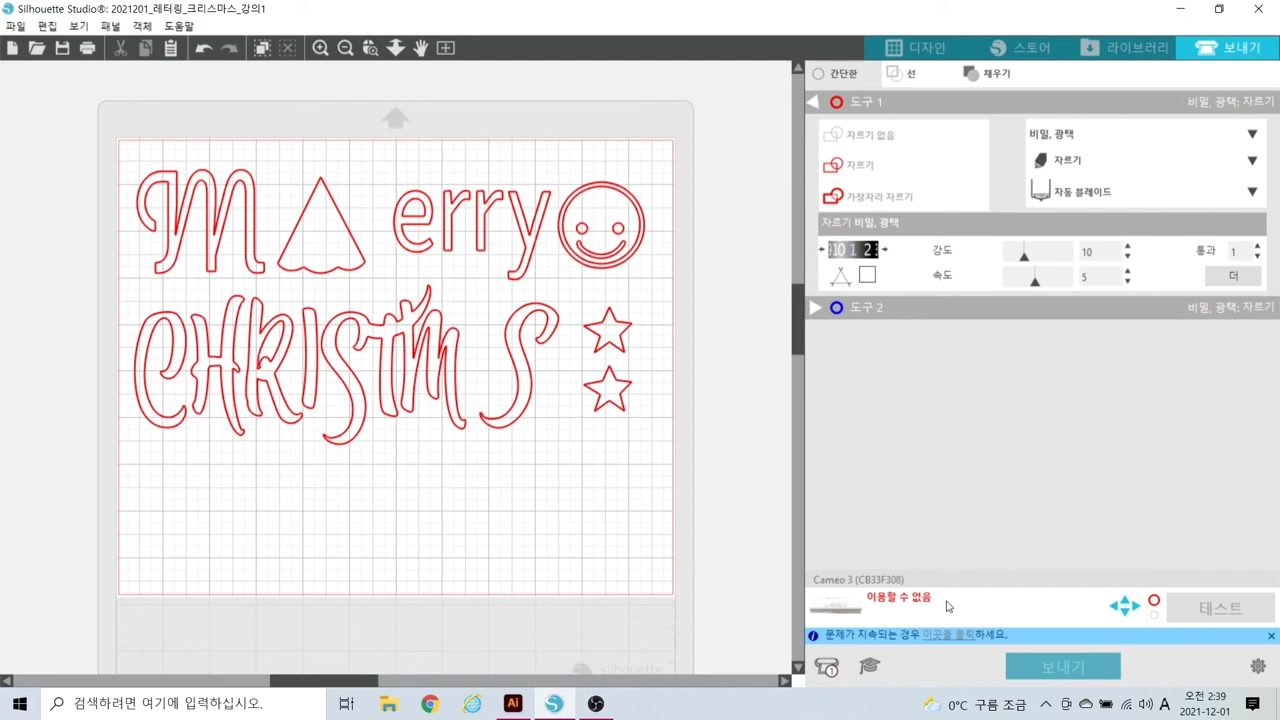 Silhouette Studio®: 20211201_레터링_크리스마스_강의1
파일 편집 보기 패널 객체 도움말
디자인 스토어 라이브러리 보내기
간단한 선 채우기
도구 1 비밀, 광택: 자르기
자르기 없음 비밀, 광택
자르기 자르기
가장자리 자르기 자동 블레이드
자르기 비밀, 광택
10 1 2 강도 10 통과 1
속도 5 더
도구 2 비밀, 광택: 자르기
Merry
CHRISTM S
silhouette
Cameo 3 (CB33F308)
이용할 수 없음
테스트
문제가 지속되는 경우 이곳을 클릭하세요.
1
보내기
검색하려면 여기에 입력하십시오.
Ai
0°C 구름 조금
A
오전 2:39
2021-12-01